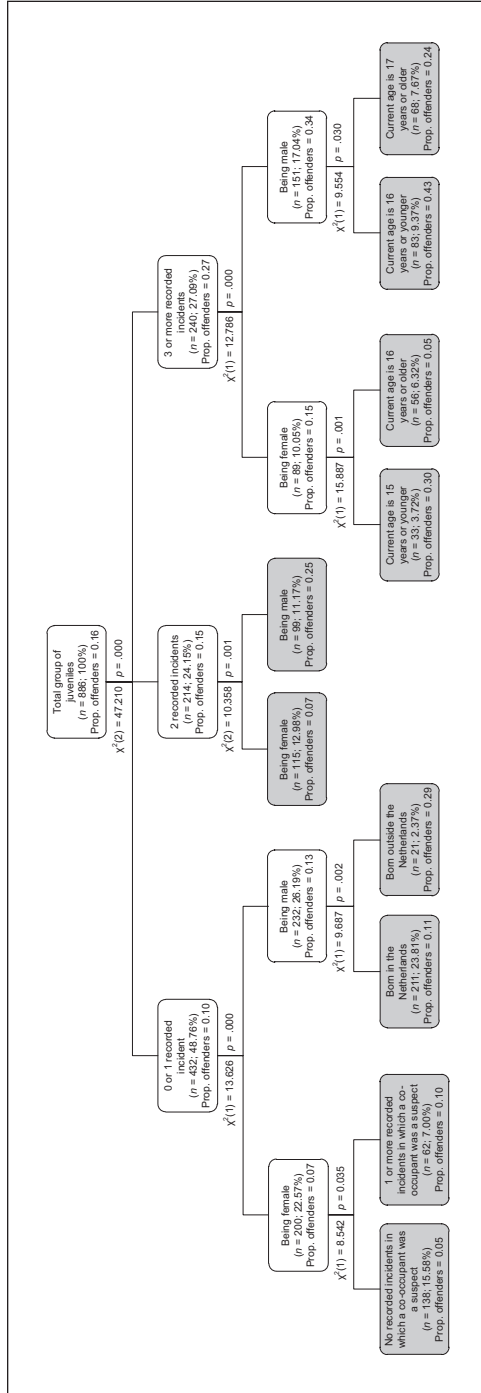 Total group of
juveniles
(n = 886; 100%)
Prop. offenders = 0.16
χ²(2) = 47.210 p = .000
0 or 1 recorded
incident
(n = 432; 48.76%)
Prop. offenders = 0.10
χ²(1) = 13.626 p = .000
2 recorded incidents
(n = 214; 24.15%)
Prop. offenders = 0.15
χ²(2) = 10.358 p = .001
3 or more recorded
incidents
(n = 240; 27.09%)
Prop. offenders = 0.27
χ²(1) = 12.786 p = .000
Being female
(n = 200; 22.57%)
Prop. offenders = 0.07
χ²(1) = 8.542 p = 0.035
Being male
(n = 232; 26.19%)
Prop. offenders = 0.13
χ²(1) = 9.687 p = .002
Being female
(n = 115; 12.98%)
Prop. offenders = 0.07
Being male
(n = 99; 11.17%)
Prop. offenders = 0.25
Being female
(n = 89; 10.05%)
Prop. offenders = 0.15
χ²(1) = 15.887 p = .001
Being male
(n = 151; 17.04%)
Prop. offenders = 0.34
χ²(1) = 9.554 p = .030
No recorded incidents in
which a co-occupant was
a suspect
(n = 138; 15.58%)
Prop. offenders = 0.05
1 or more recorded
incidents in which a co-
occupant was a suspect
(n = 62; 7.00%)
Prop. offenders = 0.10
Born in the
Netherlands
(n = 211; 23.81%)
Prop. offenders = 0.11
Born outside the
Netherlands
(n = 21; 2.37%)
Prop. offenders = 0.29
Current age is 15
years or younger
(n = 33; 3.72%)
Prop. offenders = 0.30
Current age is 16
years or older
(n = 56; 6.32%)
Prop. offenders = 0.05
Current age is 16
years or younger
(n = 83; 9.37%)
Prop. offenders = 0.43
Current age is 17
years or older
(n = 68; 7.67%)
Prop. offenders = 0.24